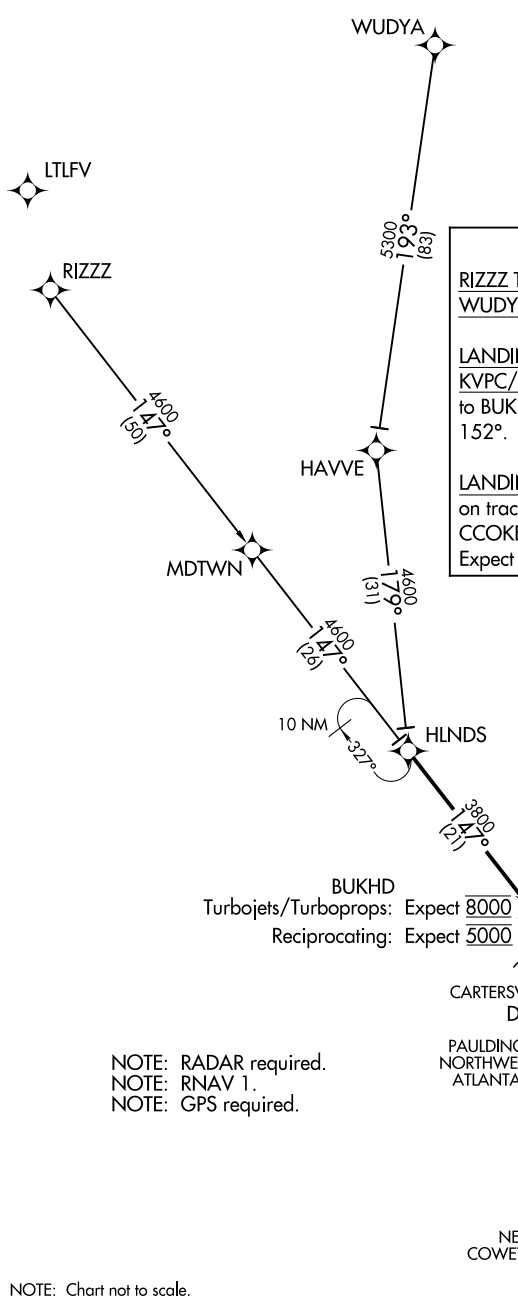 WUDYA
LTLFV
RIZZZ
5300
193°
(83)
RIZZZ T
WUDY
LANDI
KVPC/
to BUK
152°.
LANDI
on trac
CCOK
Expect
4600
147°
(50)
HAVVE
MDTWN
4600
179°
(31)
4600
147°
(26)
10 NM
327°
HLNDS
3800
147°
(21)
BUKHD
Turbojets/Turboprops: Expect 8000
Reciprocating: Expect 5000
CARTERSV
D
PAULDING
NORTHWE
ATLANTA
NOTE: RADAR required.
NOTE: RNAV 1.
NOTE: GPS required.
NE
COWET
NOTE: Chart not to scale.